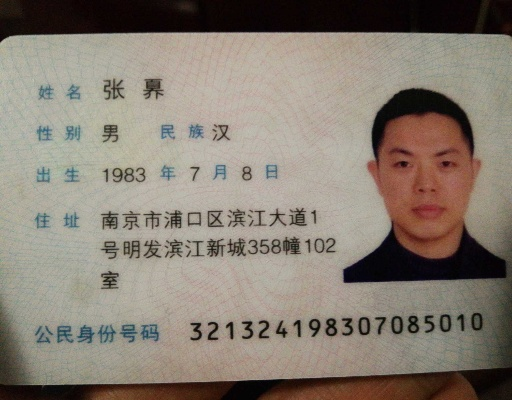 姓名 张
性别 男 民族 汉
出生 1983 年 7 月 8 日
住址 南京市浦口区滨江大道1
号明发滨江新城358幢102
室
公民身份号码 321324198307085010